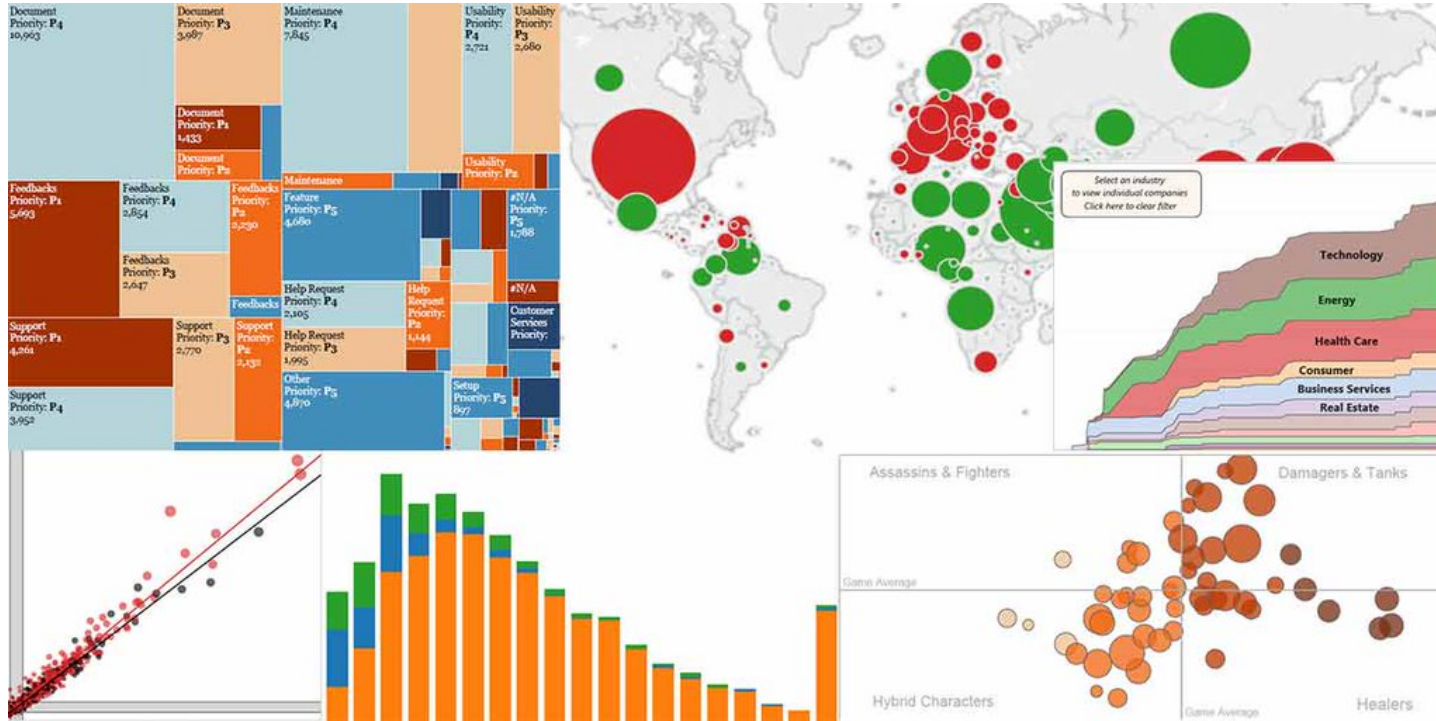 Document
Priority: P4
10,963
Document
Priority: P3
3,987
Maintenance
Priority: P4
7,845
Usability
Priority:
P4
2,721
Usability
Priority:
P3
2,680
Document
Priority: P1
1,433
Document
Priority: P2
Usability
Priority: P2
Maintenance
Feedbacks
Priority: P1
5,693
Feedbacks
Priority: P4
2,854
Feedbacks
Priority:
P2
2,230
Feature
Priority: P5
4,680
#N/A
Priority:
P5
1,788
Feedbacks
Priority: P3
2,647
Feedbacks
Help Request
Priority: P4
2,105
Help
Request
Priority:
P2
1,144
#N/A
Customer
Services
Priority:
Support
Priority: P1
4,261
Support
Priority: P3
2,770
Support
Priority:
P2
2,132
Help Request
Priority: P3
1,995
Other
Priority: P5
4,870
Setup
Priority: P5
897
Support
Priority: P4
3,952
Select an industry
to view individual companies
Click here to clear filter
Technology
Energy
Health Care
Consumer
Business Services
Real Estate
Assassins & Fighters
Damagers & Tanks
Game Average
Hybrid Characters
Healers
Game Average